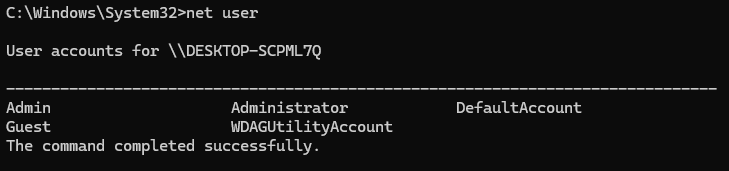 C:\Windows\System32>net user
User accounts for \\DESKTOP-SCPML7Q
-------------------------------------------------------------------------------
Admin                    Administrator            DefaultAccount
Guest                    WDAGUtilityAccount
The command completed successfully.